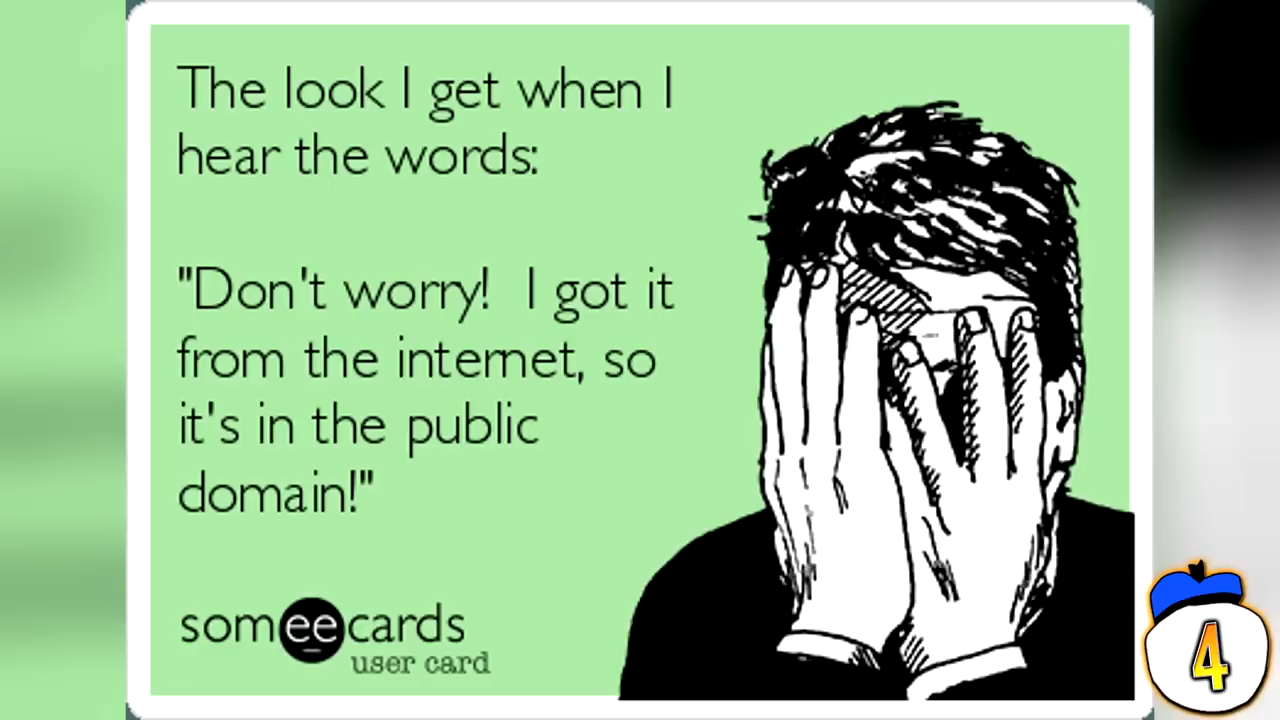 The look I get when I
hear the words:
"Don't worry!  I got it
from the internet, so
it's in the public
domain!"
someecards
user card
4